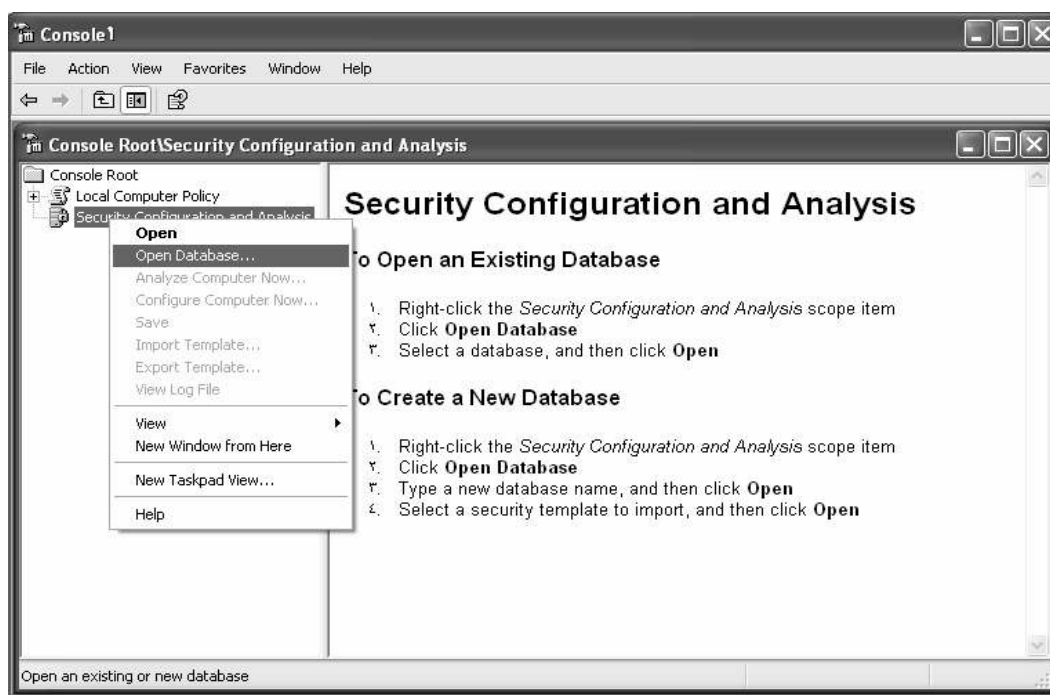 Console1
File Action View Favorites Window Help
Console Root\Security Configuration and Analysis
Console Root
Local Computer Policy
Security Configuration and Analysis
Open
Open Database...
Analyze Computer Now...
Configure Computer Now...
Save
Import Template...
Export Template...
View Log File
View
New Window from Here
New Taskpad View...
Help
Security Configuration and Analysis
To Open an Existing Database
١. Right-click the Security Configuration and Analysis scope item
٢. Click Open Database
٣. Select a database, and then click Open
To Create a New Database
١. Right-click the Security Configuration and Analysis scope item
٢. Click Open Database
٣. Type a new database name, and then click Open
٤. Select a security template to import, and then click Open
Open an existing or new database